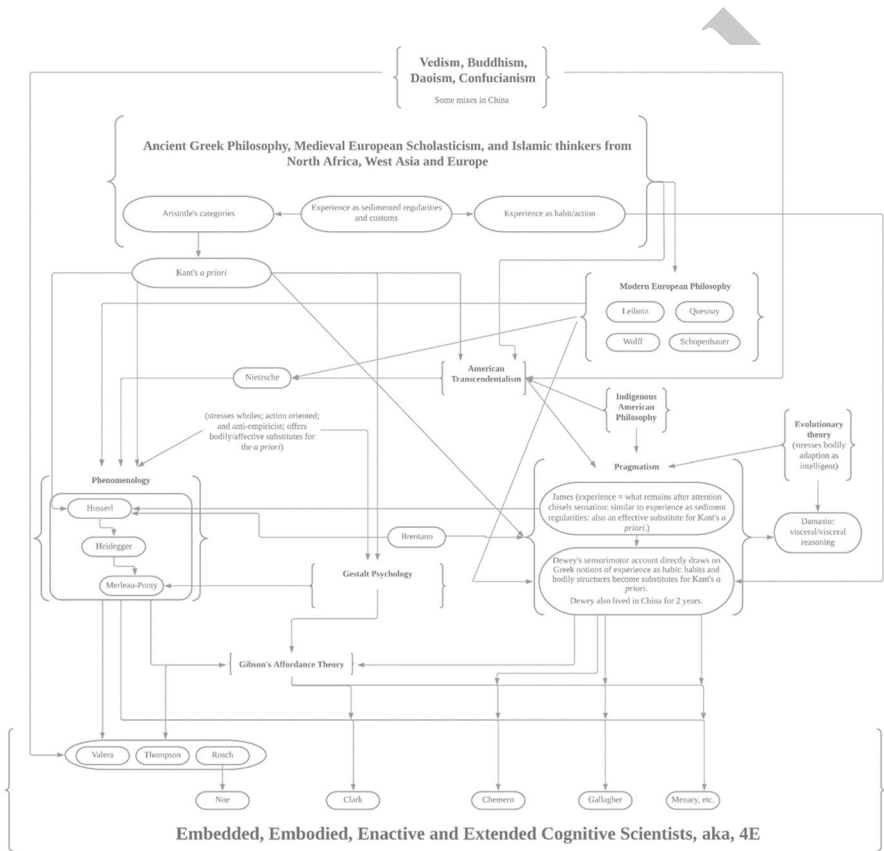 Vedism, Buddhism,
Daoism, Confucianism
Some mixes in China
Ancient Greek Philosophy, Medieval European Scholasticism, and Islamic thinkers from
North Africa, West Asia and Europe
Aristotle's categories
Experience as sedimented regularities
and customs
Experience as habit/action
Kant's a priori
Modern European Philosophy
Leibniz
Quesnay
Wolff
Schopenhauer
Nietzsche
American
Transcendentalism
Indigenous
American
Philosophy
Evolutionary
theory
(stresses bodily
adaption as
intelligent)
(stresses wholes; action oriented;
and anti-empiricist; offers
bodily/affective substitutes for
the a priori)
Phenomenology
Pragmatism
Husserl
Heidegger
Merleau-Ponty
Brentano
Gestalt Psychology
James (experience = what remains after attention
chisels sensation: similar to experience as sediment
regularities: also an effective substitute for Kant's a
priori.)
Damasio:
visceral/visceral
reasoning
Dewey's sensorimotor account directly draws on
Greek notions of experience as habit: habits and
bodily structures become substitutes for Kant's a
priori.
Dewey also lived in China for 2 years.
Gibson's Affordance Theory
Valera
Thompson
Rosch
Noe
Clark
Chemero
Gallagher
Menary, etc.
Embedded, Embodied, Enactive and Extended Cognitive Scientists, aka, 4E